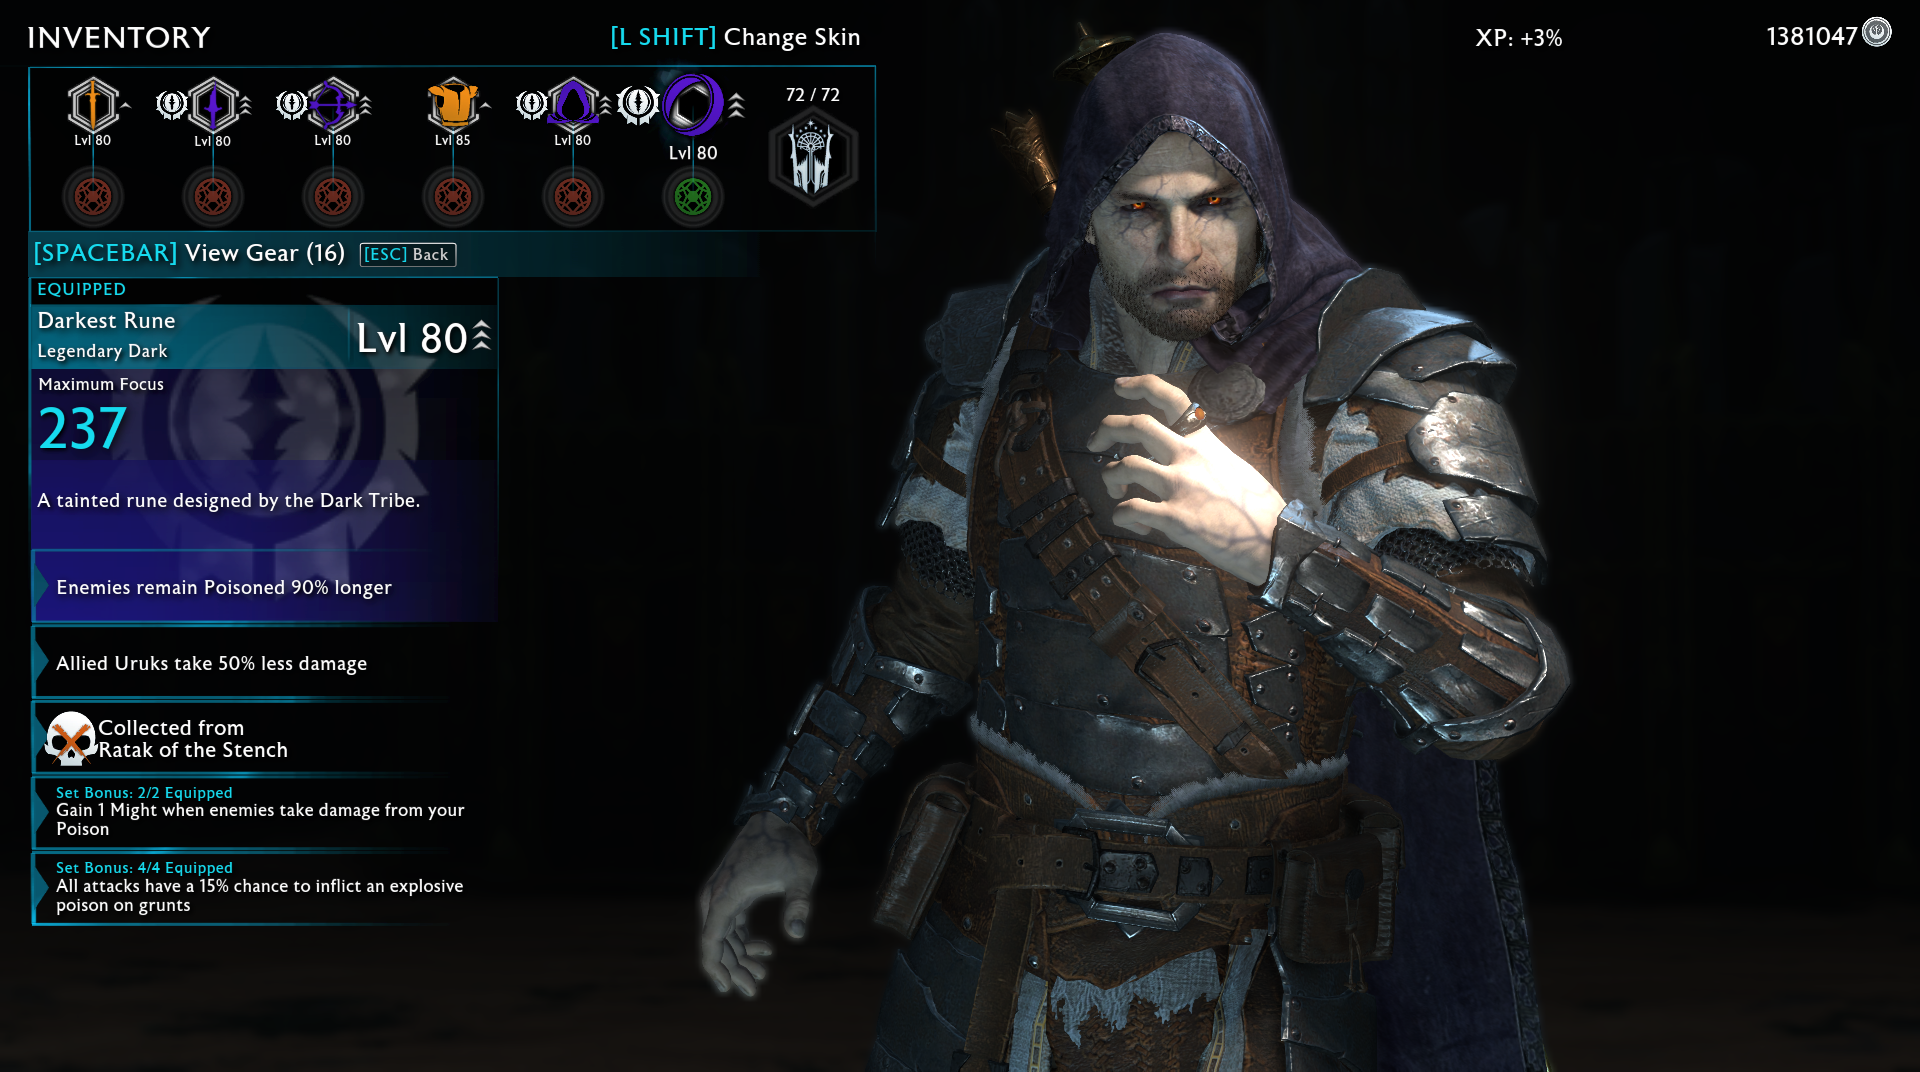 INVENTORY
[L SHIFT] Change Skin
XP: +3%
1381047
72 / 72
Lvl 80
Lvl 80
Lvl 80
Lvl 85
Lvl 80
Lvl 80
[SPACEBAR] View Gear (16) [ESC] Back
EQUIPPED
Darkest Rune
Legendary Dark
Lvl 80
Maximum Focus
237
A tainted rune designed by the Dark Tribe.
Enemies remain Poisoned 90% longer
Allied Uruks take 50% less damage
Collected from
Ratak of the Stench
Set Bonus: 2/2 Equipped
Gain 1 Might when enemies take damage from your
Poison
Set Bonus: 4/4 Equipped
All attacks have a 15% chance to inflict an explosive
poison on grunts